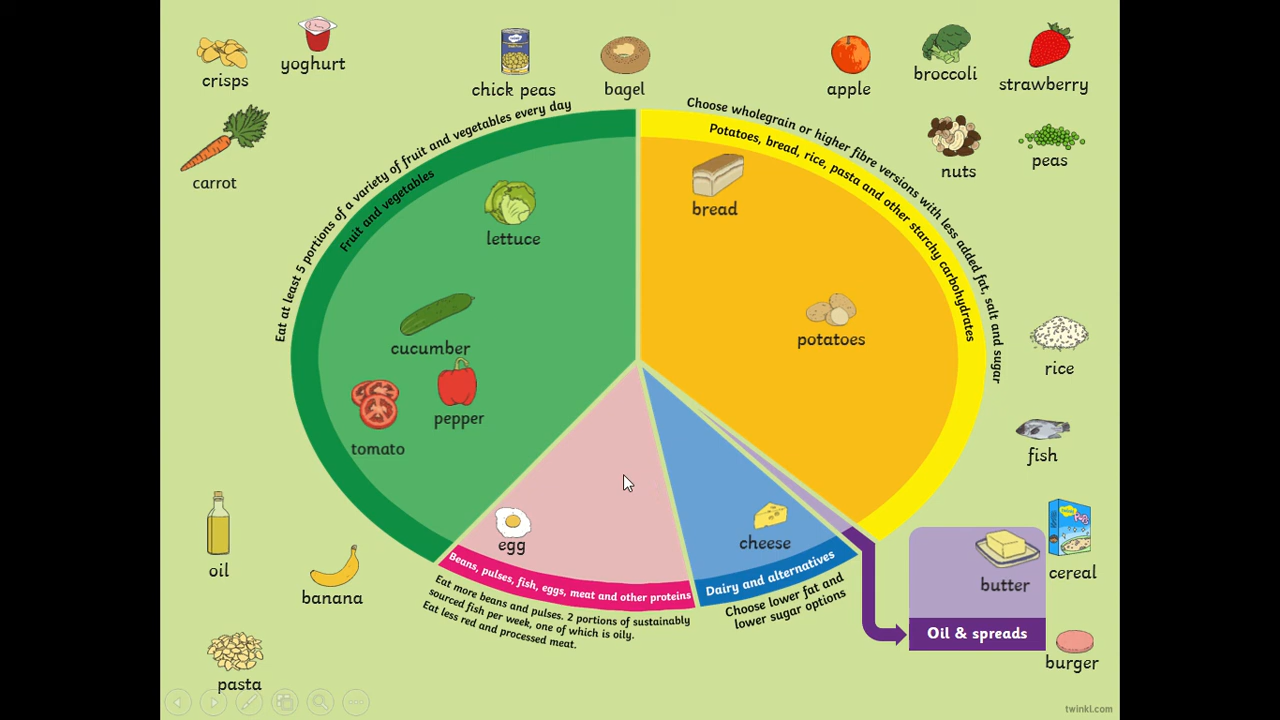 crisps
yoghurt
chick peas
bagel
apple
broccoli
strawberry
carrot
nuts
peas
Eat at least 5 portions of a variety of fruit and vegetables every day
Fruit and vegetables
Choose wholegrain or higher fibre versions with less added fat, salt and sugar
Potatoes, bread, rice, pasta and other starchy carbohydrates
lettuce
bread
cucumber
potatoes
pepper
tomato
rice
fish
egg
cheese
Beans, pulses, fish, eggs, meat and other proteins
Eat more beans and pulses. 2 portions of sustainably
sourced fish per week, one of which is oily.
Eat less red and processed meat.
Dairy and alternatives
Choose lower fat and
lower sugar options
oil
banana
pasta
butter
cereal
Oil & spreads
burger
twinkl.com